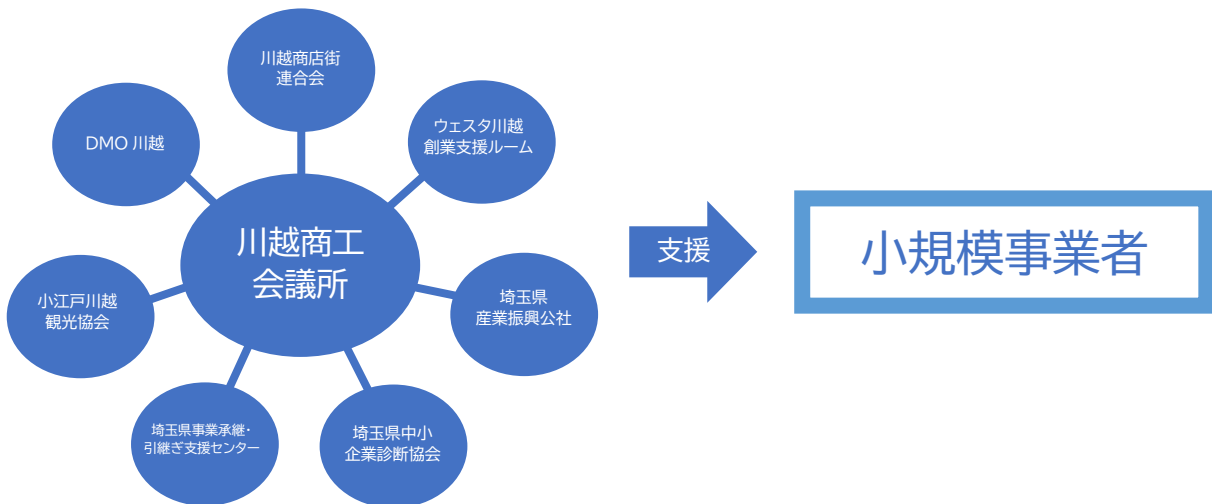 川越商店街
連合会
DMO 川越
ウェスタ川越
創業支援ルーム
川越商工
会議所
支援
小規模事業者
小江戸川越
観光協会
埼玉県
産業振興公社
埼玉県事業承継・
引継ぎ支援センター
埼玉県中小
企業診断協会